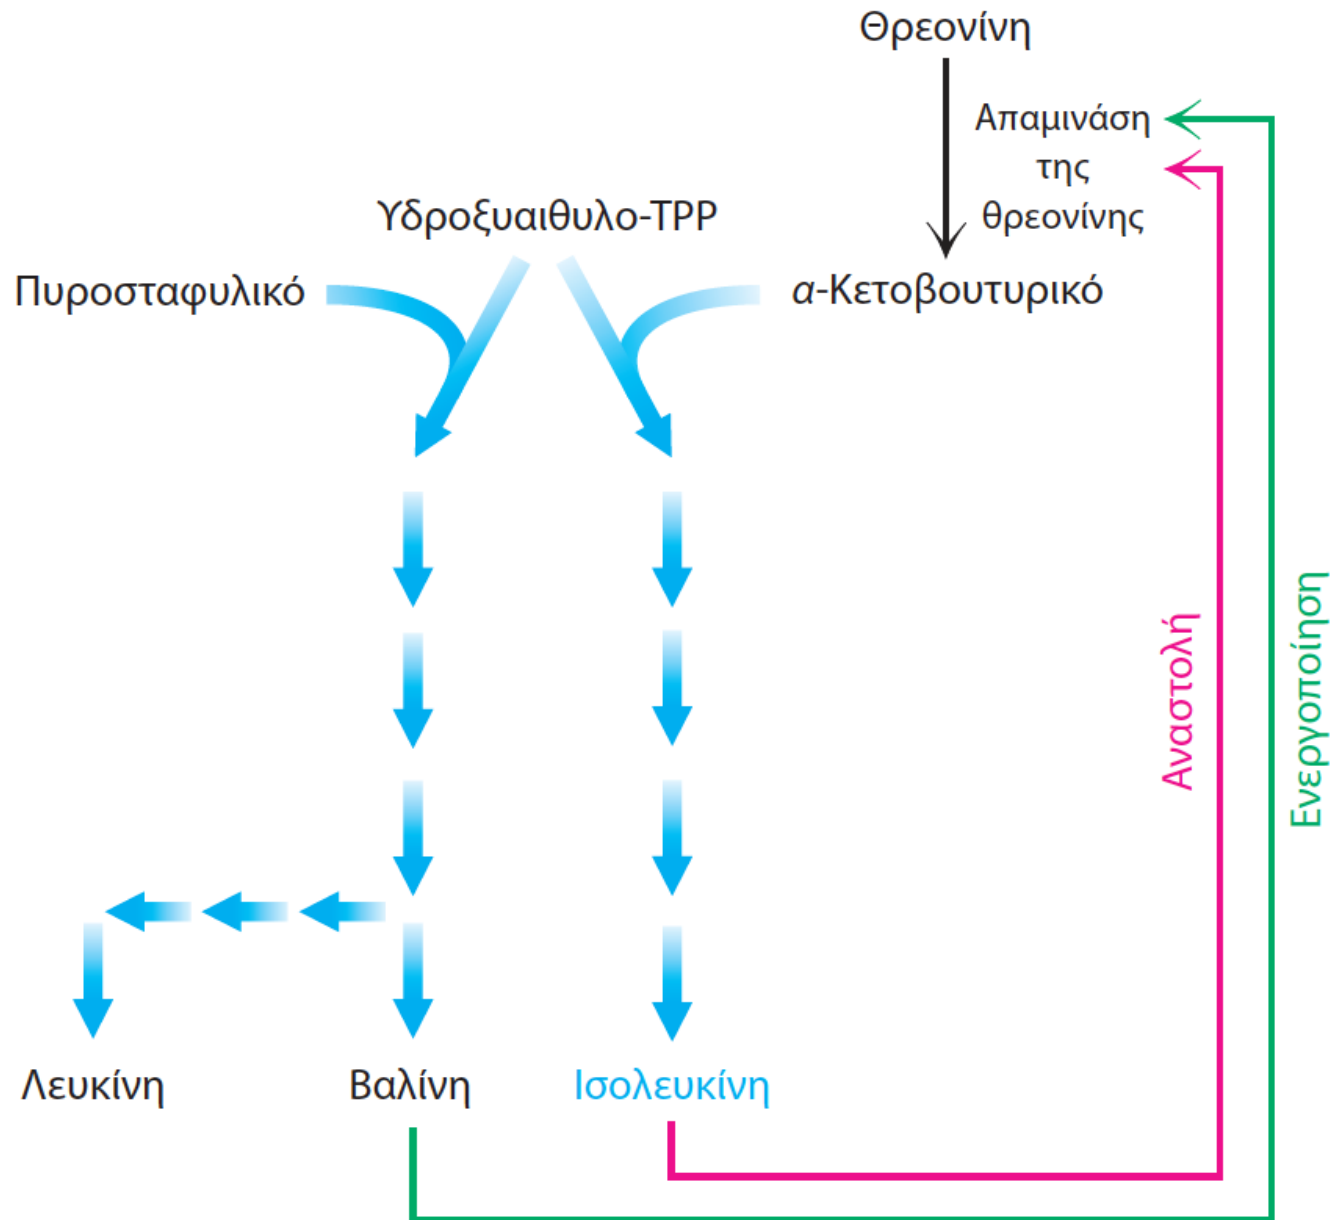 Θρεονίνη
Απαμινάση
της
θρεονίνης
Υδροξυαιθυλο-TPP
Πυροσταφυλικό
α-Κετοβουτυρικό
Αναστολή
Ενεργοποίηση
Λευκίνη
Βαλίνη
Ισολευκίνη